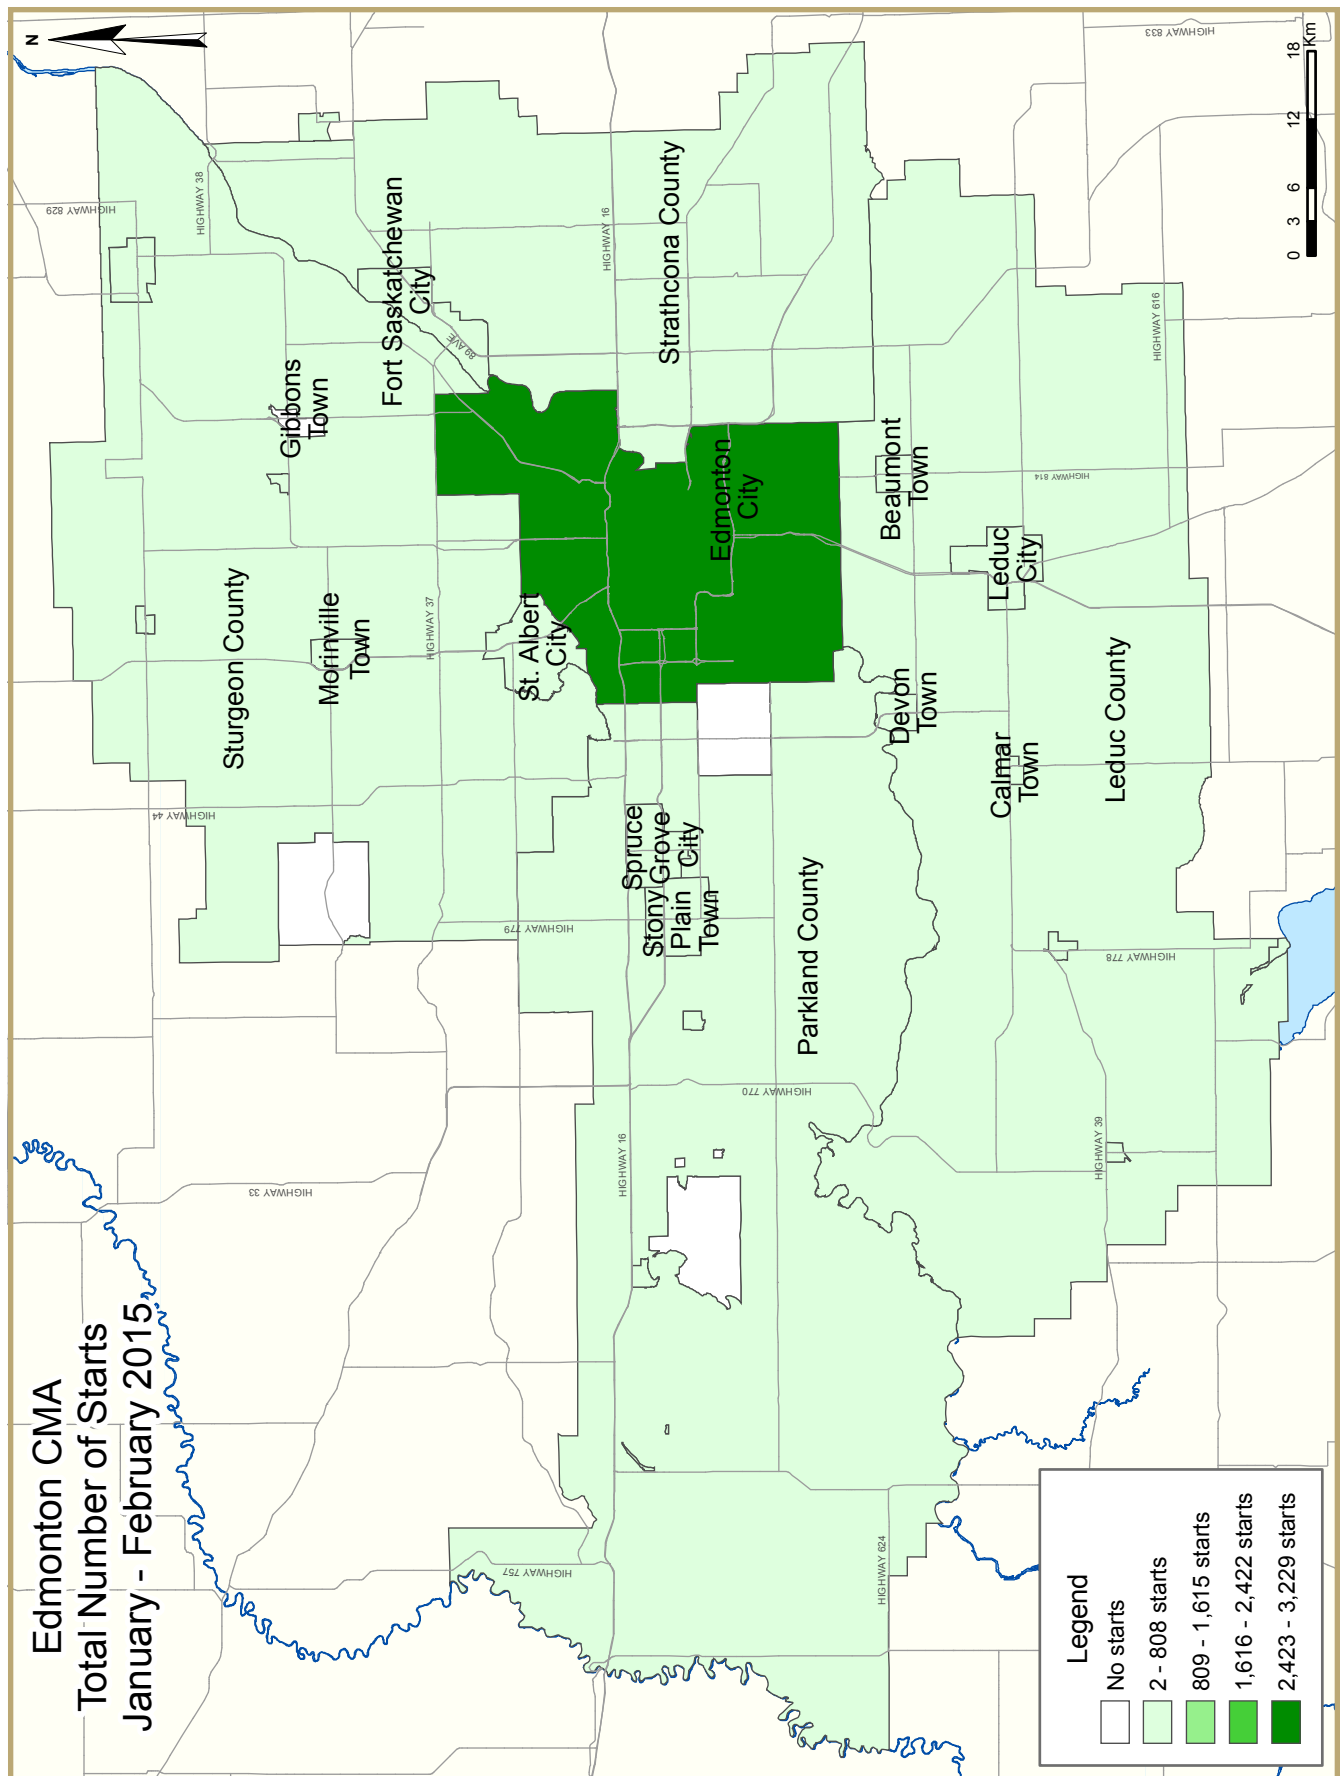 Edmonton CMA
Total Number of Starts
January - February 2015
N
HIGHWAY 829
HIGHWAY 38
HIGHWAY 833
HIGHWAY 44
HIGHWAY 33
Gibbons
Town
Sturgeon County
Morinville
Town
Fort Saskatchewan
City
89 AVE
HIGHWAY 37
HIGHWAY 779
HIGHWAY 757
St. Albert
City
HIGHWAY 16
HIGHWAY 16
Strathcona County
Edmonton
City
Spruce
Grove
City
Stony
Plain
Town
HIGHWAY 770
Parkland County
HIGHWAY 624
Beaumont
Town
Devon
Town
HIGHWAY 814
Leduc
City
Calmar
Town
HIGHWAY 616
Leduc County
HIGHWAY 778
HIGHWAY 39
Legend
No starts
2 - 808 starts
809 - 1,615 starts
1,616 - 2,422 starts
2,423 - 3,229 starts
0 3 6 12 18
Km